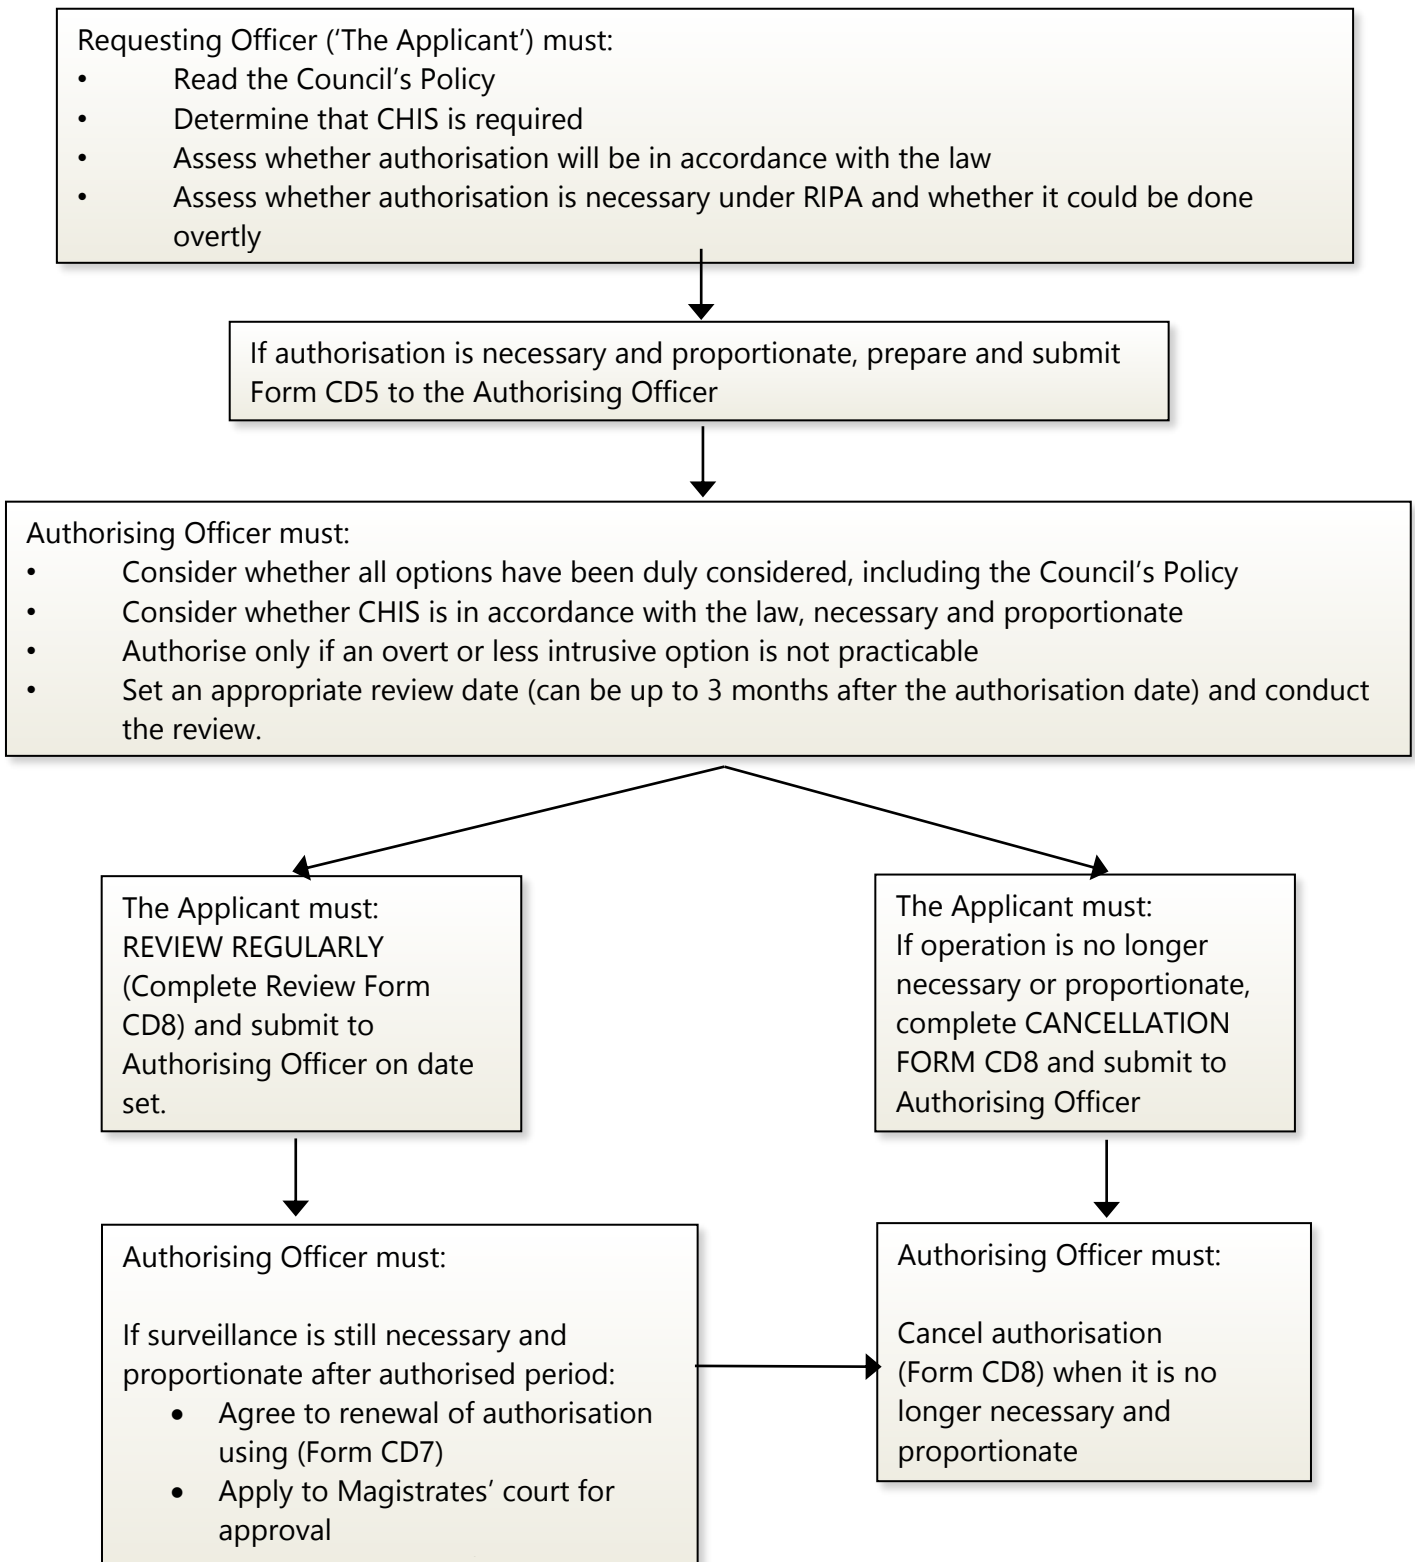 Requesting Officer (‘The Applicant’) must:
• Read the Council’s Policy
• Determine that CHIS is required
• Assess whether authorisation will be in accordance with the law
• Assess whether authorisation is necessary under RIPA and whether it could be done
overtly
If authorisation is necessary and proportionate, prepare and submit
Form CD5 to the Authorising Officer
Authorising Officer must:
• Consider whether all options have been duly considered, including the Council’s Policy
• Consider whether CHIS is in accordance with the law, necessary and proportionate
• Authorise only if an overt or less intrusive option is not practicable
• Set an appropriate review date (can be up to 3 months after the authorisation date) and conduct
the review.
The Applicant must:
REVIEW REGULARLY
(Complete Review Form
CD8) and submit to
Authorising Officer on date
set.
The Applicant must:
If operation is no longer
necessary or proportionate,
complete CANCELLATION
FORM CD8 and submit to
Authorising Officer
Authorising Officer must:
If surveillance is still necessary and
proportionate after authorised period:
• Agree to renewal of authorisation
using (Form CD7)
• Apply to Magistrates’ court for
approval
Authorising Officer must:
Cancel authorisation
(Form CD8) when it is no
longer necessary and
proportionate